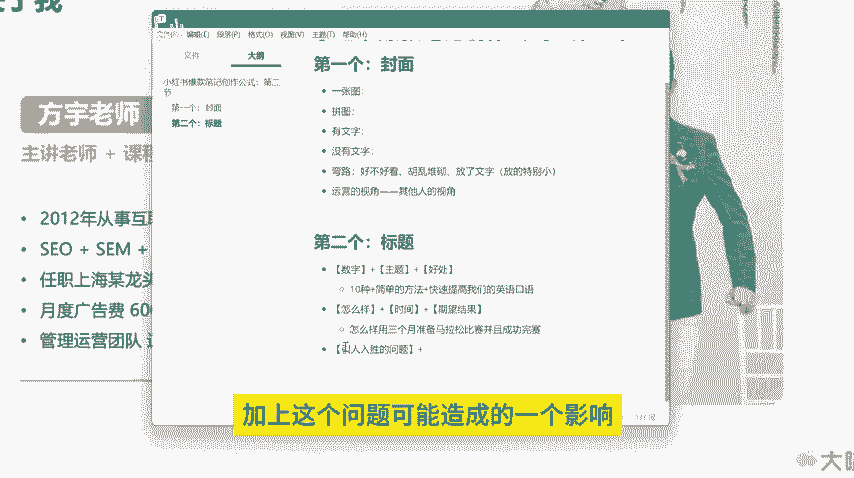 方宇老师
主讲老师 + 课程
2012年从事互联
SEO + SEM +
任职上海某龙头
月度广告费 600
管理运营团队
编辑(E) 段落(P) 格式(O) 视图(V) 主题(T) 帮助(H)
文件 大纲
小红书爆款笔记创作公式：第二
节
第一个：封面
第二个：标题
第一个：封面
一张图：
拼图：
有文字：
没有文字：
弯路：好不好看、胡乱堆砌、放了文字（放的特别小）
运营的视角——其他人的视角
第二个：标题
【数字】+【主题】+【好处】
10种+简单的方法+快速提高我们的英语口语
【怎么样】+【时间】+【期望结果】
怎么样用三个月准备马拉松比赛并且成功完赛
【引人入胜的问题】+
加上这个问题可能造成的一个影响